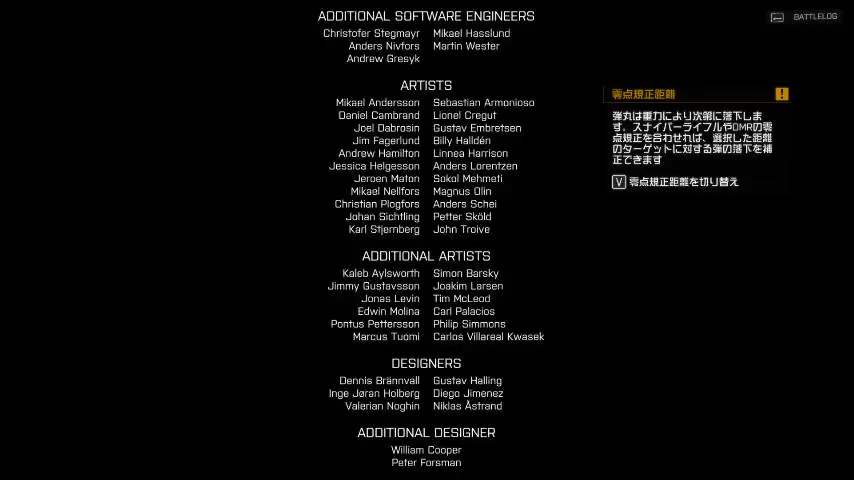 ADDITIONAL SOFTWARE ENGINEERS
Christofer Stegmayr Mikael Hasslund
Anders Nivfors Martin Wester
Andrew Gresyk
ARTISTS
Mikael Andersson Sebastian Armonioso
Daniel Cambrand Lionel Cregut
Joel Dabrosin Gustav Embretsen
Jim Fagerlund Billy Halldén
Andrew Hamilton Linnea Harrison
Jessica Helgesson Anders Lorentzen
Jeroen Maton Sokol Mehmeti
Mikael Nellfors Magnus Olin
Christian Plogfors Anders Schei
Johan Sichtling Petter Sköld
Karl Stjernberg John Troive
ADDITIONAL ARTISTS
Kaleb Aylsworth Simon Barsky
Jimmy Gustavsson Joakim Larsen
Jonas Levin Tim McLeod
Edwin Molina Carl Palacios
Pontus Pettersson Philip Simmons
Marcus Tuomi Carlos Villareal Kwasek
DESIGNERS
Dennis Brännvall Gustav Halling
Inge Jøran Holberg Diego Jimenez
Valerian Noghin Niklas Åstrand
ADDITIONAL DESIGNER
William Cooper
Peter Forsman
BATTLELOG
零点規正距離 !
弾丸は重力により次第に落下しま
す。スナイパーライフルやDMRの零
点規正を合わせれば、選択した距離
のターゲットに対する弾の落下を補
正できます
V 零点規正距離を切り替え